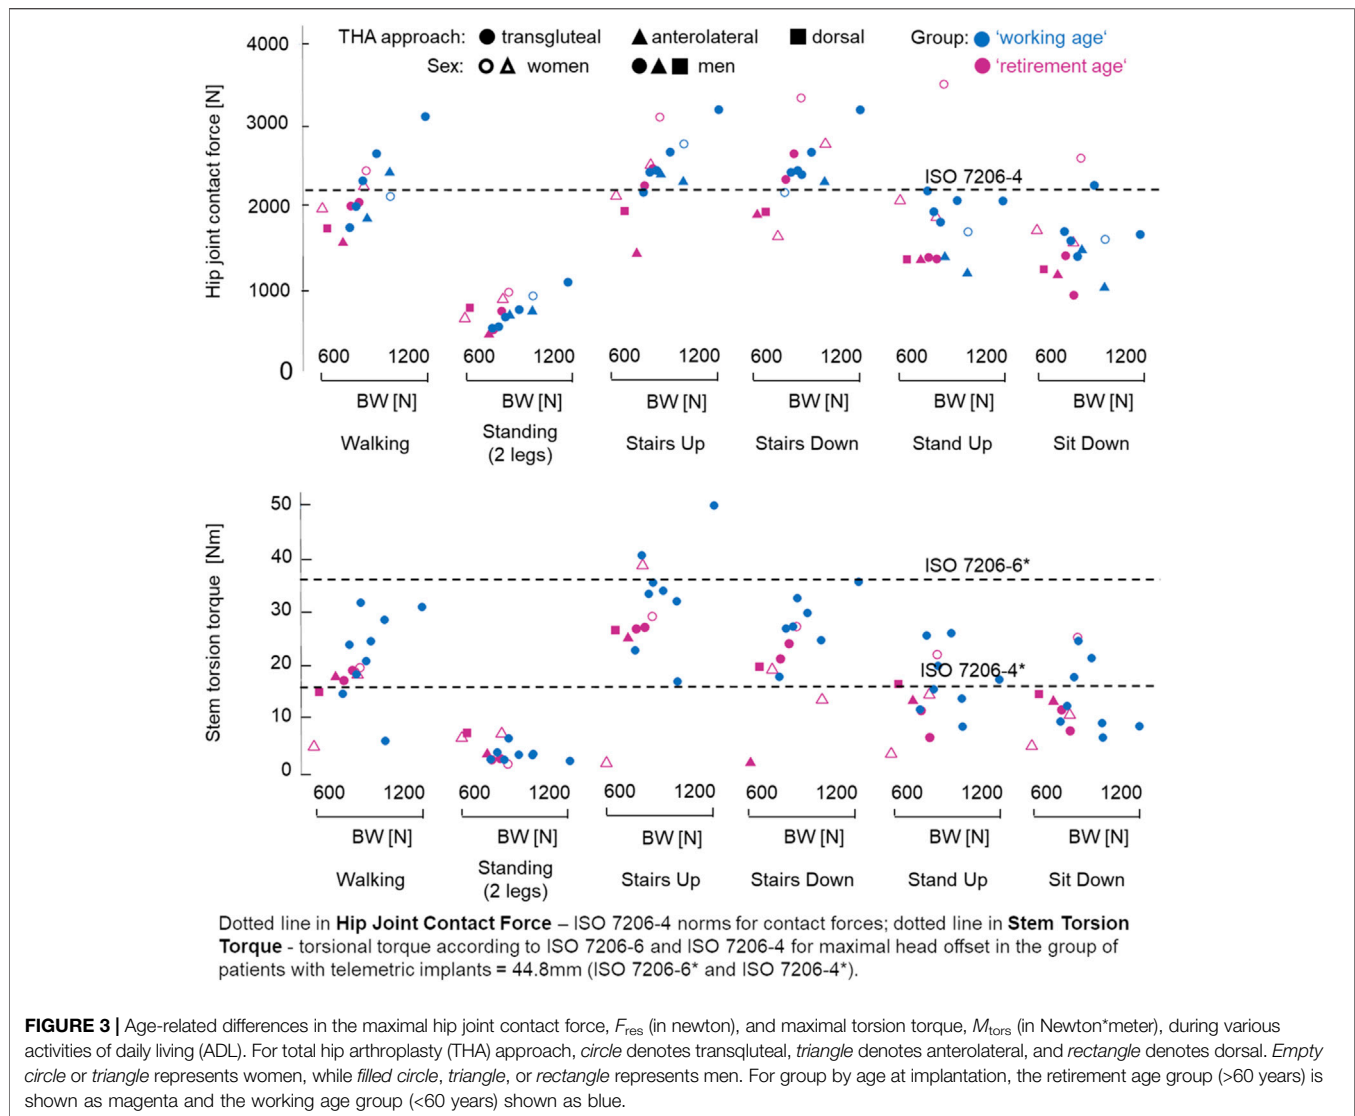 THA approach: transgluteal anterolateral dorsal Group: 'working age'
Sex: women men 'retirement age'
Hip joint contact force [N]
4000
3000
2000
1000
0
ISO 7206-4
600 1200 600 1200 600 1200 600 1200 600 1200 600 1200
BW [N] BW [N] BW [N] BW [N] BW [N] BW [N]
Walking Standing (2 legs) Stairs Up Stairs Down Stand Up Sit Down
Stem torsion torque [Nm]
50
40
30
20
10
0
ISO 7206-6*
ISO 7206-4*
600 1200 600 1200 600 1200 600 1200 600 1200 600 1200
BW [N] BW [N] BW [N] BW [N] BW [N] BW [N]
Walking Standing (2 legs) Stairs Up Stairs Down Stand Up Sit Down
Dotted line in Hip Joint Contact Force – ISO 7206-4 norms for contact forces; dotted line in Stem Torsion
Torque - torsional torque according to ISO 7206-6 and ISO 7206-4 for maximal head offset in the group of
patients with telemetric implants = 44.8mm (ISO 7206-6* and ISO 7206-4*).
FIGURE 3 | Age-related differences in the maximal hip joint contact force, Fres (in newton), and maximal torsion torque, Mtors (in Newton*meter), during various
activities of daily living (ADL). For total hip arthroplasty (THA) approach, circle denotes transqluteal, triangle denotes anterolateral, and rectangle denotes dorsal. Empty
circle or triangle represents women, while filled circle, triangle, or rectangle represents men. For group by age at implantation, the retirement age group (>60 years) is
shown as magenta and the working age group (<60 years) shown as blue.